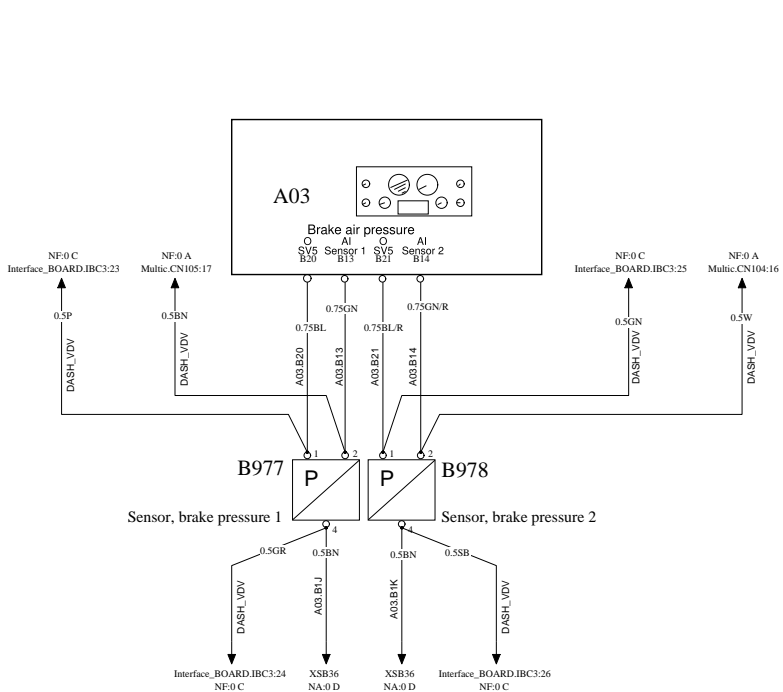 A03
Brake air pressure
O AI O AI
SV5 Sensor 1 SV5 Sensor 2
B20 B13 B21 B14
NF:0 C
Interface_BOARD.IBC3:23
NF:0 A
Multic.CN105:17
NF:0 C
Interface_BOARD.IBC3:25
NF:0 A
Multic.CN104:16
0.5P
0.5BN
0.75BL
0.75GN
0.75BL/R
0.75GN/R
0.5GN
0.5W
DASH_VDV
DASH_VDV
A03.B20
A03.B13
A03.B21
A03.B14
DASH_VDV
DASH_VDV
1 2 1 2
B977
P
P
B978
Sensor, brake pressure 1
Sensor, brake pressure 2
4 4
0.5GR
0.5BN
0.5BN
0.5SB
DASH_VDV
A03.B1J
A03.B1K
DASH_VDV
Interface_BOARD.IBC3:24
NF:0 C
XSB36
NA:0 D
XSB36
NA:0 D
Interface_BOARD.IBC3:26
NF:0 C